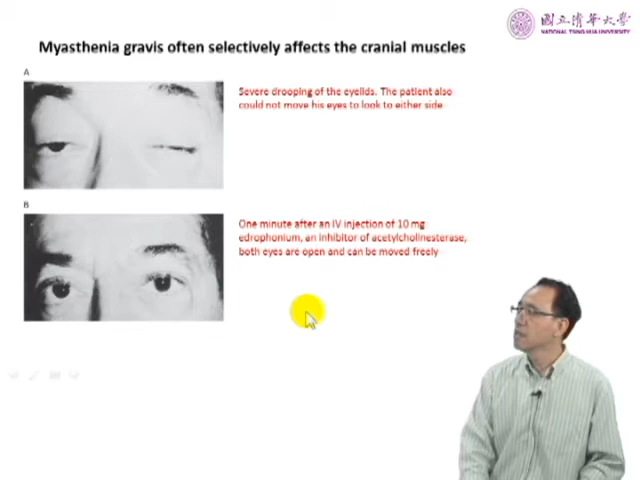 國立清華大學
NATIONAL TSING HUA UNIVERSITY
Myasthenia gravis often selectively affects the cranial muscles
A
Severe drooping of the eyelids. The patient also
could not move his eyes to look to either side
B
One minute after an IV injection of 10 mg
edrophonium, an inhibitor of acetylcholinesterase,
both eyes are open and can be moved freely